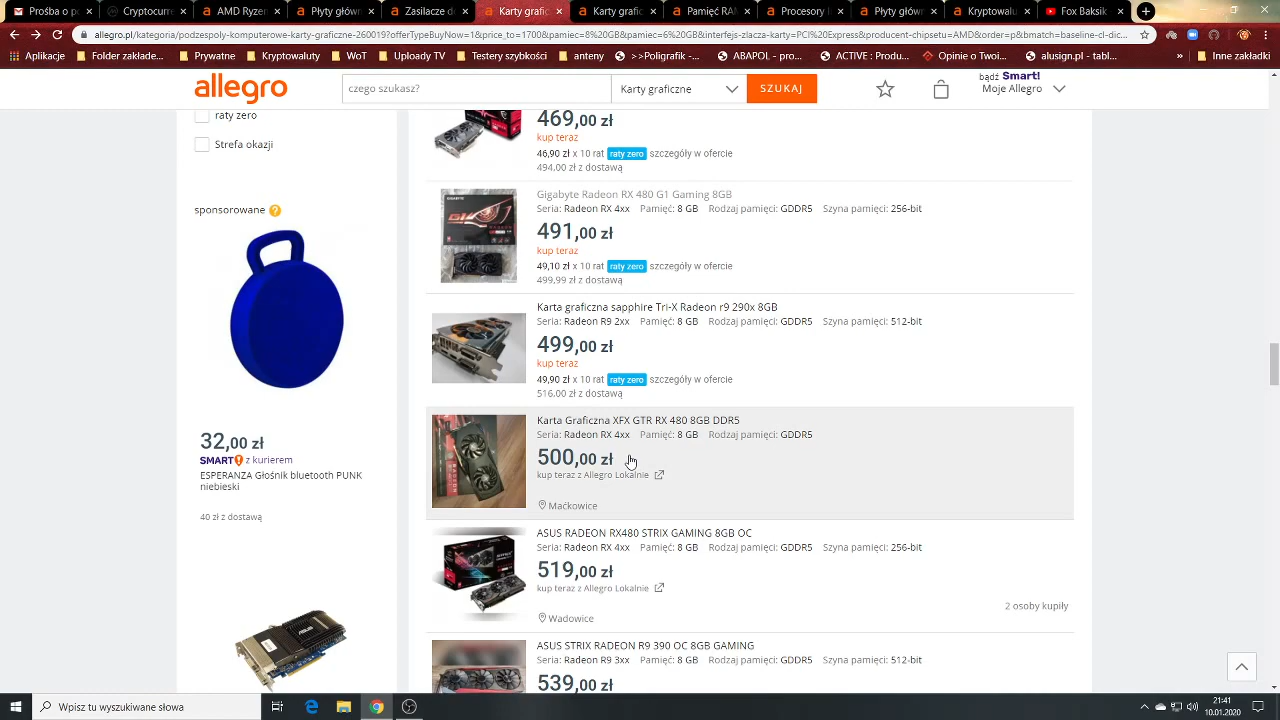 Prośba o p
Cryptocurre
AMD Ryzen
Płyty główn
Zasilacze do
Karty grafic
Karty grafic
Pamięć RA
Procesory i
Płyty główn
Kryptowalu
Fox Baksik
allegro.pl/kategoria/podzespoly-komputerowe-karty-graficzne-260019?offerTypeBuyNow=1&price_to=1700&pamiec=8%20GB&pamiec=6%20GB&interfejs-zlacza-karty=PCI%20Express&producent-chipsetu=AMD&order=p&bmatch=baseline-cl-dic...
Aplikacje
Folder z kopalniami
Kryptowaluty
WoT
Uploady TV
Testery szybkości
anteny
>>Poligrafik -...
ABAPOL - pro...
ACTIVE : Produ...
Opinie o Twoi...
alusign.pl - tabl...
allegro
czego szukasz?
Karty graficzne
SZUKAJ
bądź Smart!
Moje Allegro
raty zero
Strefa okazji
sponsorowane ?
32,00 zł
SMART! z kurierem
ESPERANZA Głośnik bluetooth PUNK
niebieski
40 zł z dostawą
469,00 zł
kup teraz
46,90 zł x 10 rat raty zero szczegóły w ofercie
494,00 zł z dostawą
Gigabyte Radeon RX 480 G1 Gaming 8GB
Seria: Radeon RX 4xx Pamięć: 8 GB Rodzaj pamięci: GDDR5 Szyna pamięci: 256-bit
491,00 zł
kup teraz
49,10 zł x 10 rat raty zero szczegóły w ofercie
499,99 zł z dostawą
Karta graficzna sapphire Tri-X Radeon r9 290x 8GB
Seria: Radeon R9 2xx Pamięć: 8 GB Rodzaj pamięci: GDDR5 Szyna pamięci: 512-bit
499,00 zł
kup teraz
49,90 zł x 10 rat raty zero szczegóły w ofercie
516,00 zł z dostawą
Karta Graficzna XFX GTR RX 480 8GB DDR5
Seria: Radeon RX 4xx Pamięć: 8 GB Rodzaj pamięci: GDDR5
500,00 zł
kup teraz z Allegro Lokalnie
Maćkowice
ASUS RADEON RX480 STRIX GAMING 8GB OC
Seria: Radeon RX 4xx Pamięć: 8 GB Rodzaj pamięci: GDDR5 Szyna pamięci: 256-bit
519,00 zł
kup teraz z Allegro Lokalnie
2 osoby kupiły
Wadowice
ASUS STRIX RADEON R9 390 OC 8GB GAMING
Seria: Radeon R9 3xx Pamięć: 8 GB Rodzaj pamięci: GDDR5 Szyna pamięci: 512-bit
539,00 zł
Wpisz tu wyszukiwane słowa
21:41
10.01.2020